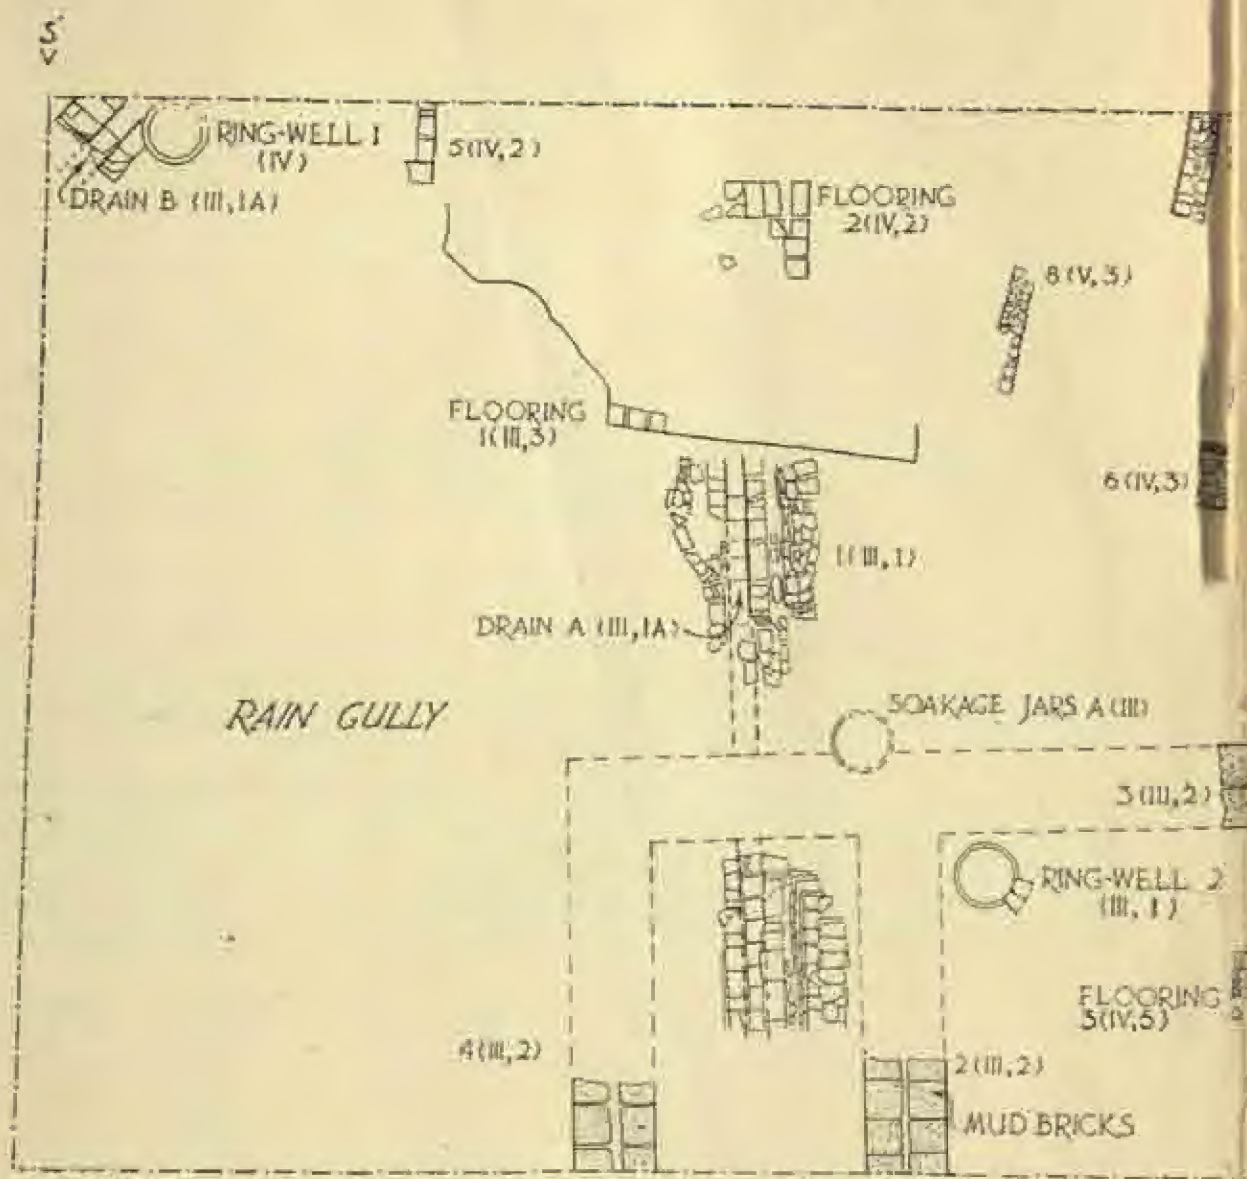 S
RING-WELL 1
(IV)
5(IV,2)
DRAIN B (III,1A)
FLOORING
2(IV,2)
8(V,3)
FLOORING
1(III,3)
6(IV,3)
1(III,1)
DRAIN A (III,1A)
RAIN GULLY
SOAKAGE JARS A(III)
3(III,2)
RING-WELL 2
(III,1)
FLOORING
3(IV,5)
4(III,2)
2(III,2)
MUD BRICKS